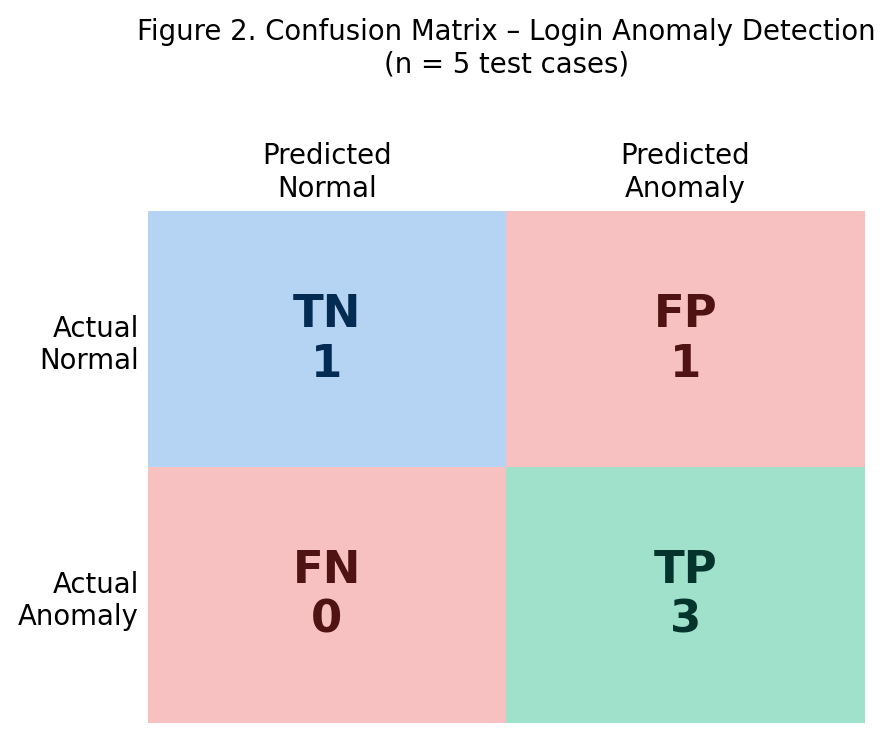 Figure 2. Confusion Matrix – Login Anomaly Detection
(n = 5 test cases)
Predicted
Normal
Predicted
Anomaly
Actual
Normal
TN
1
FP
1
Actual
Anomaly
FN
0
TP
3